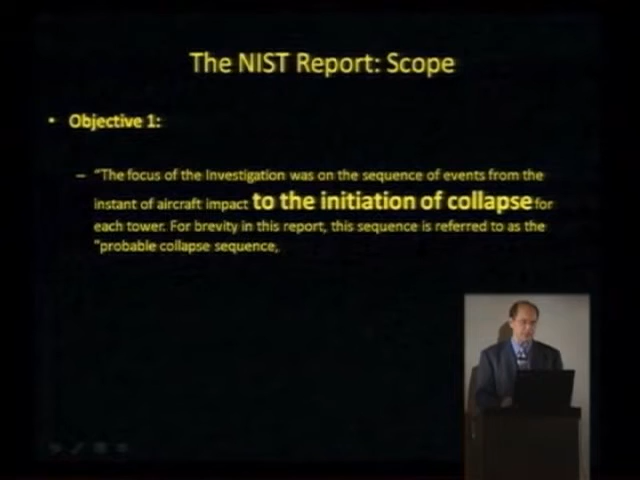 The NIST Report: Scope
• Objective 1:
– "The focus of the Investigation was on the sequence of events from the
instant of aircraft impact to the initiation of collapse for
each tower. For brevity in this report, this sequence is referred to as the
"probable collapse sequence,